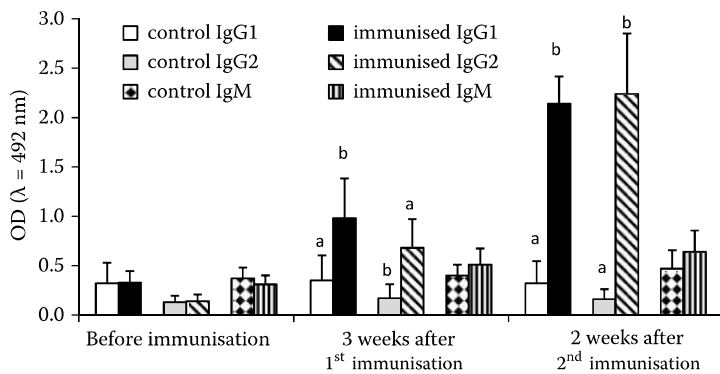 3.0
2.5
2.0
1.5
1.0
0.5
0.0
OD (λ = 492 nm)
control IgG1
immunised IgG1
control IgG2
immunised IgG2
control IgM
immunised IgM
a
b
b
a
a
b
a
b
Before immunisation
3 weeks after
1st immunisation
2 weeks after
2nd immunisation